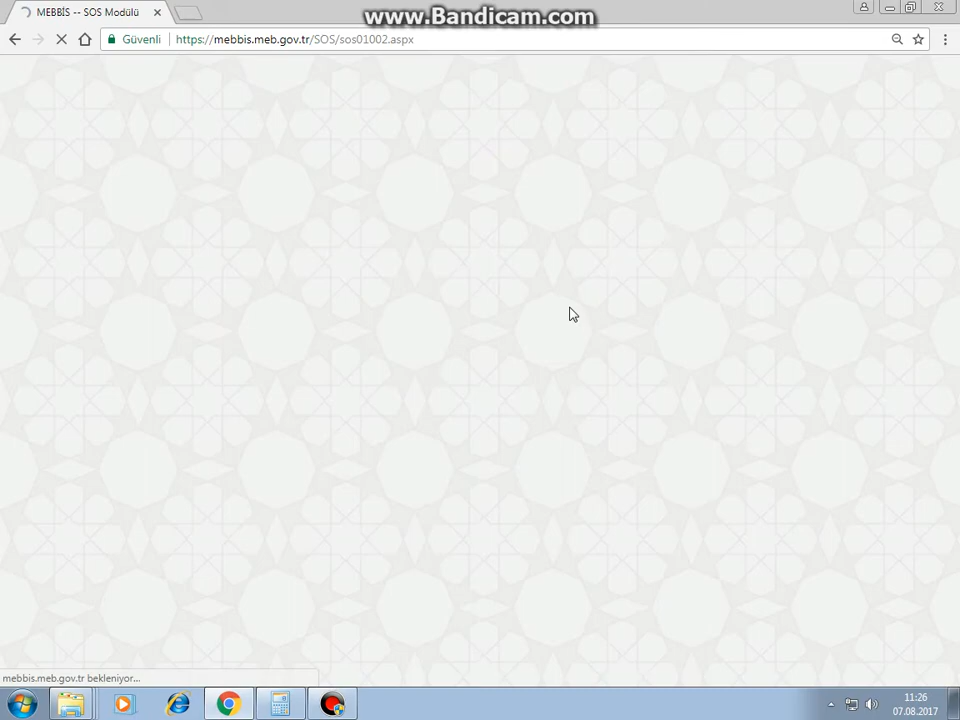 www.Bandicam.com
MEBBİS -- SOS Modülü
Güvenli
https://mebbis.meb.gov.tr/SOS/sos01002.aspx
mebbis.meb.gov.tr bekleniyor...
11:26
07.08.2017